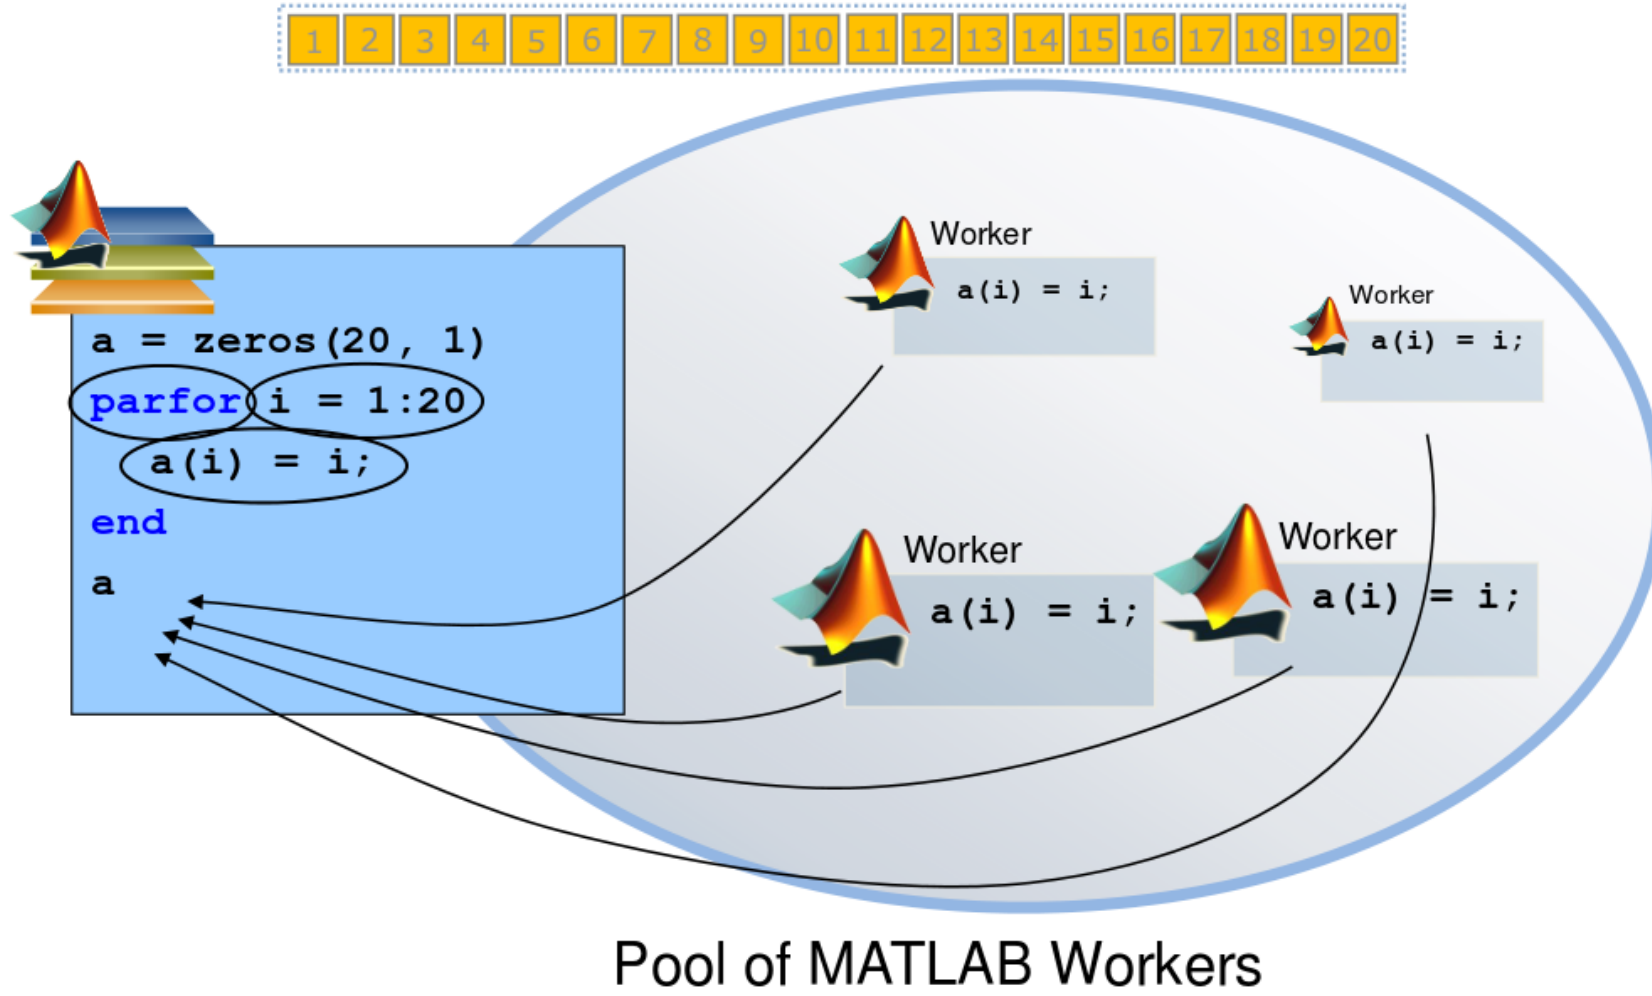 1 2 3 4 5 6 7 8 9 10 11 12 13 14 15 16 17 18 19 20
a = zeros(20, 1)
parfor i = 1:20
a(i) = i;
end
a
Worker
a(i) = i;
Worker
a(i) = i;
Worker
a(i) = i;
Worker
a(i) = i;
Pool of MATLAB Workers